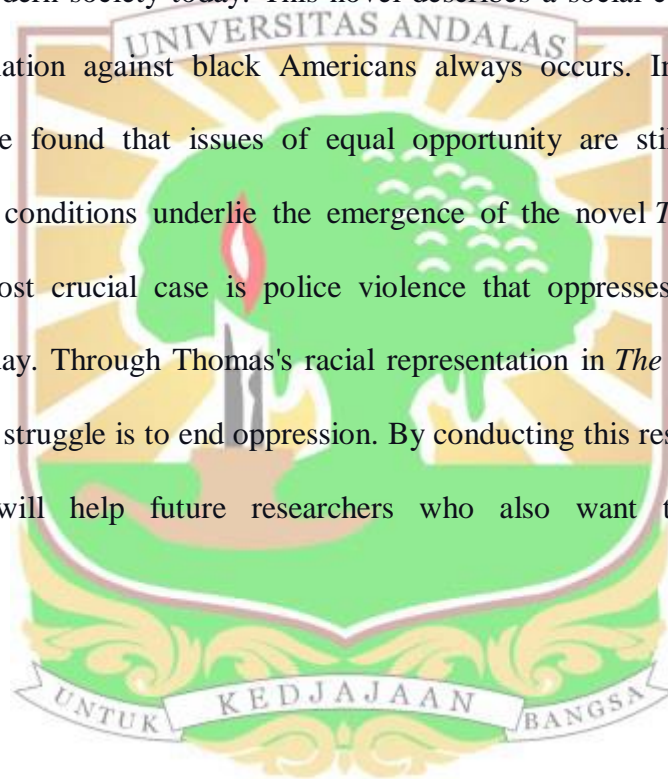 dern society today. This novel describes a social c
UNIVERSITAS ANDALAS
nation against black Americans always occurs. In
e found that issues of equal opportunity are sti
conditions underlie the emergence of the novel T
ost crucial case is police violence that oppresses
ay. Through Thomas's racial representation in The
struggle is to end oppression. By conducting this res
will help future researchers who also want t
UNTUK KEDJAJAAN BANGSA